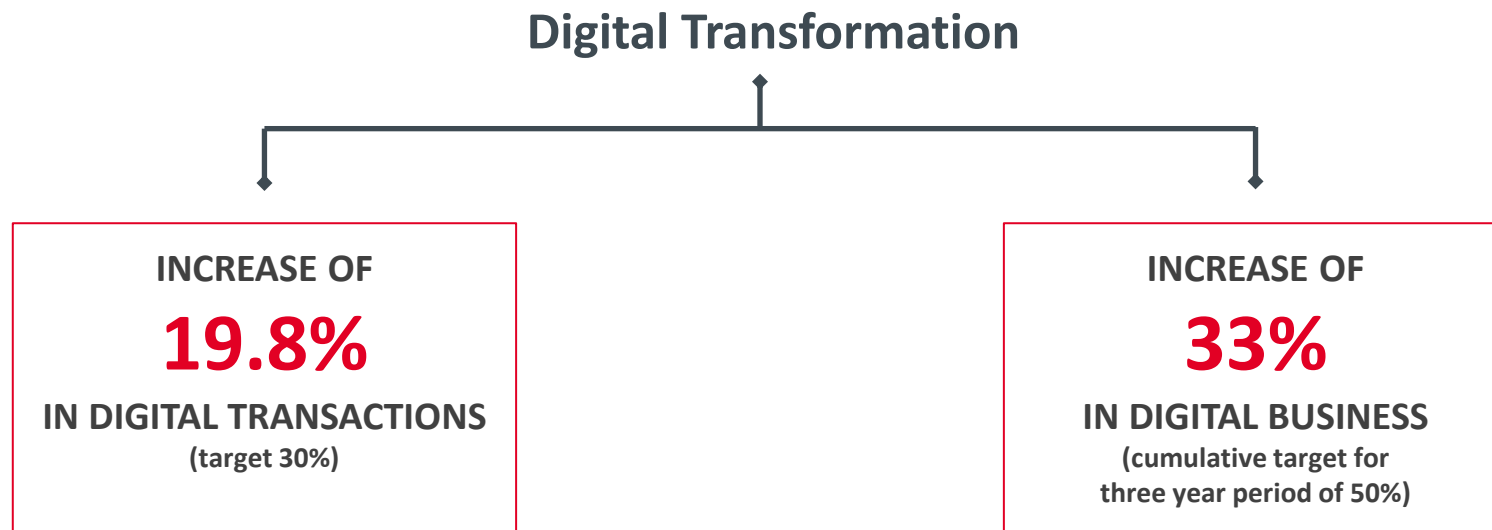 Digital Transformation
INCREASE OF
19.8%
IN DIGITAL TRANSACTIONS
(target 30%)
INCREASE OF
33%
IN DIGITAL BUSINESS
(cumulative target for
three year period of 50%)